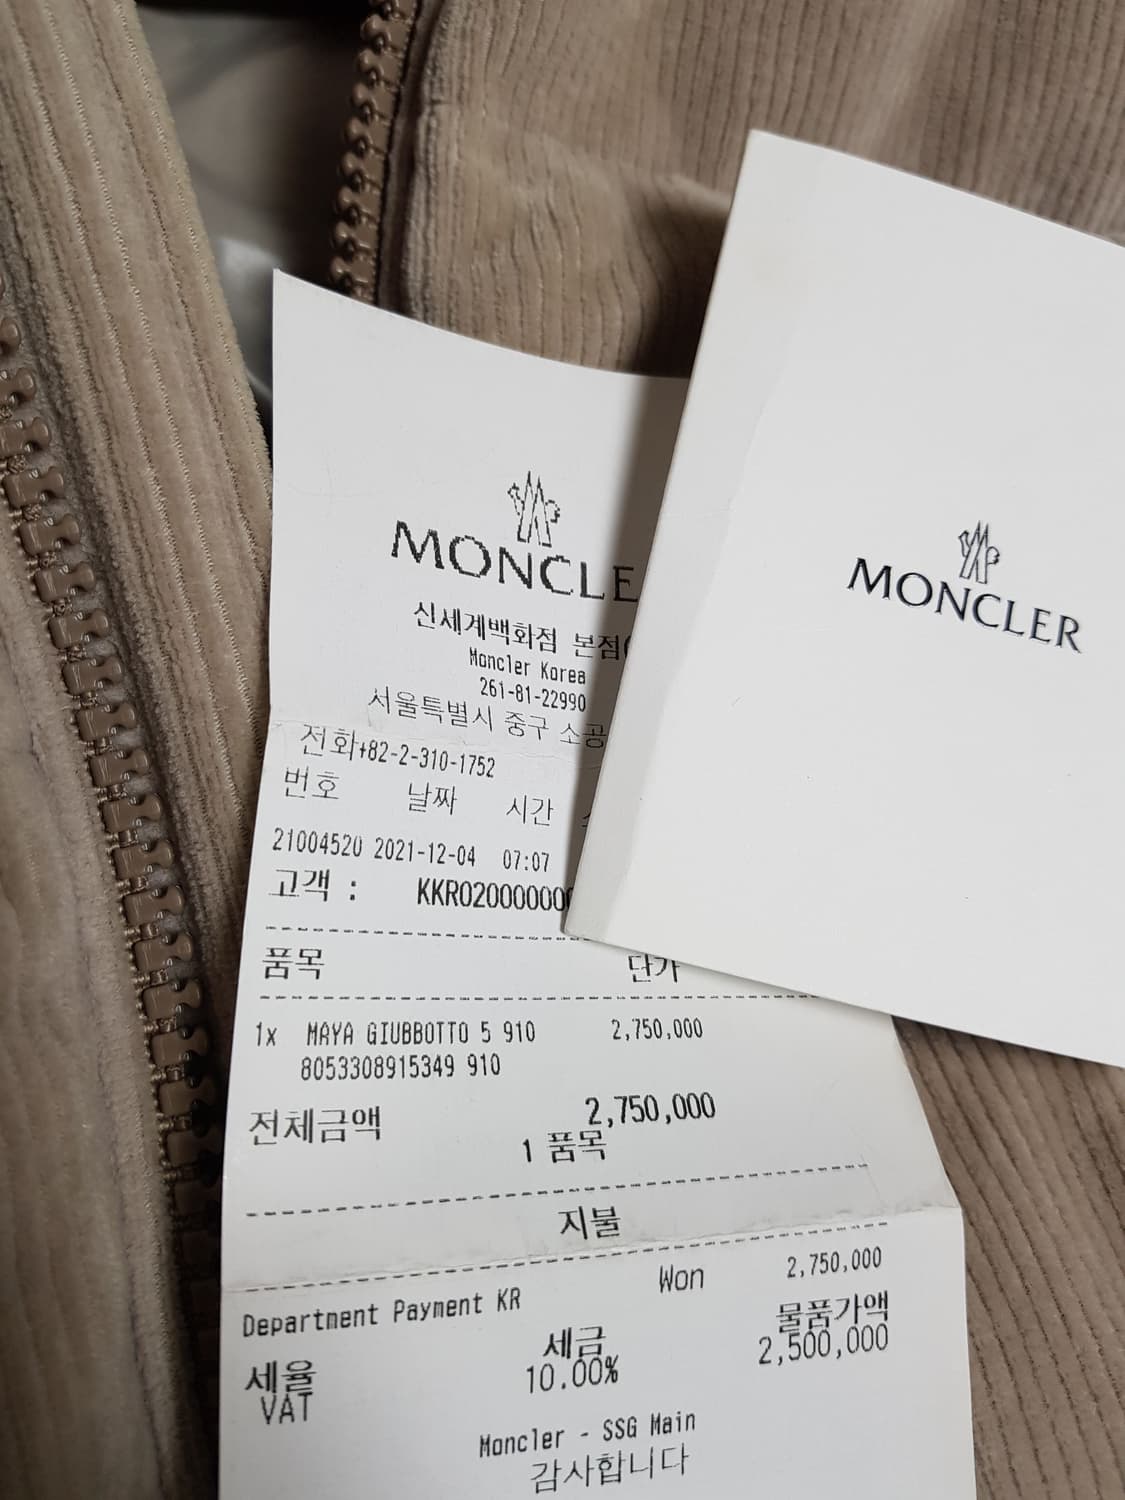 MONCLE
신세계백화점 본점(
Moncler Korea
261-81-22990
서울특별시 중구 소공
전화+82-2-310-1752
번호 날짜 시간
21004520 2021-12-04 07:07
고객 : KKR02000000
품목 단가
1x MAYA GIUBBOTTO 5 910 2,750,000
8053308915349 910
전체금액 2,750,000
1 품목
지불
Department Payment KR Won 2,750,000
세율 세금 물품가액
VAT 10.00% 2,500,000
Moncler - SSG Main
감사합니다
MONCLER